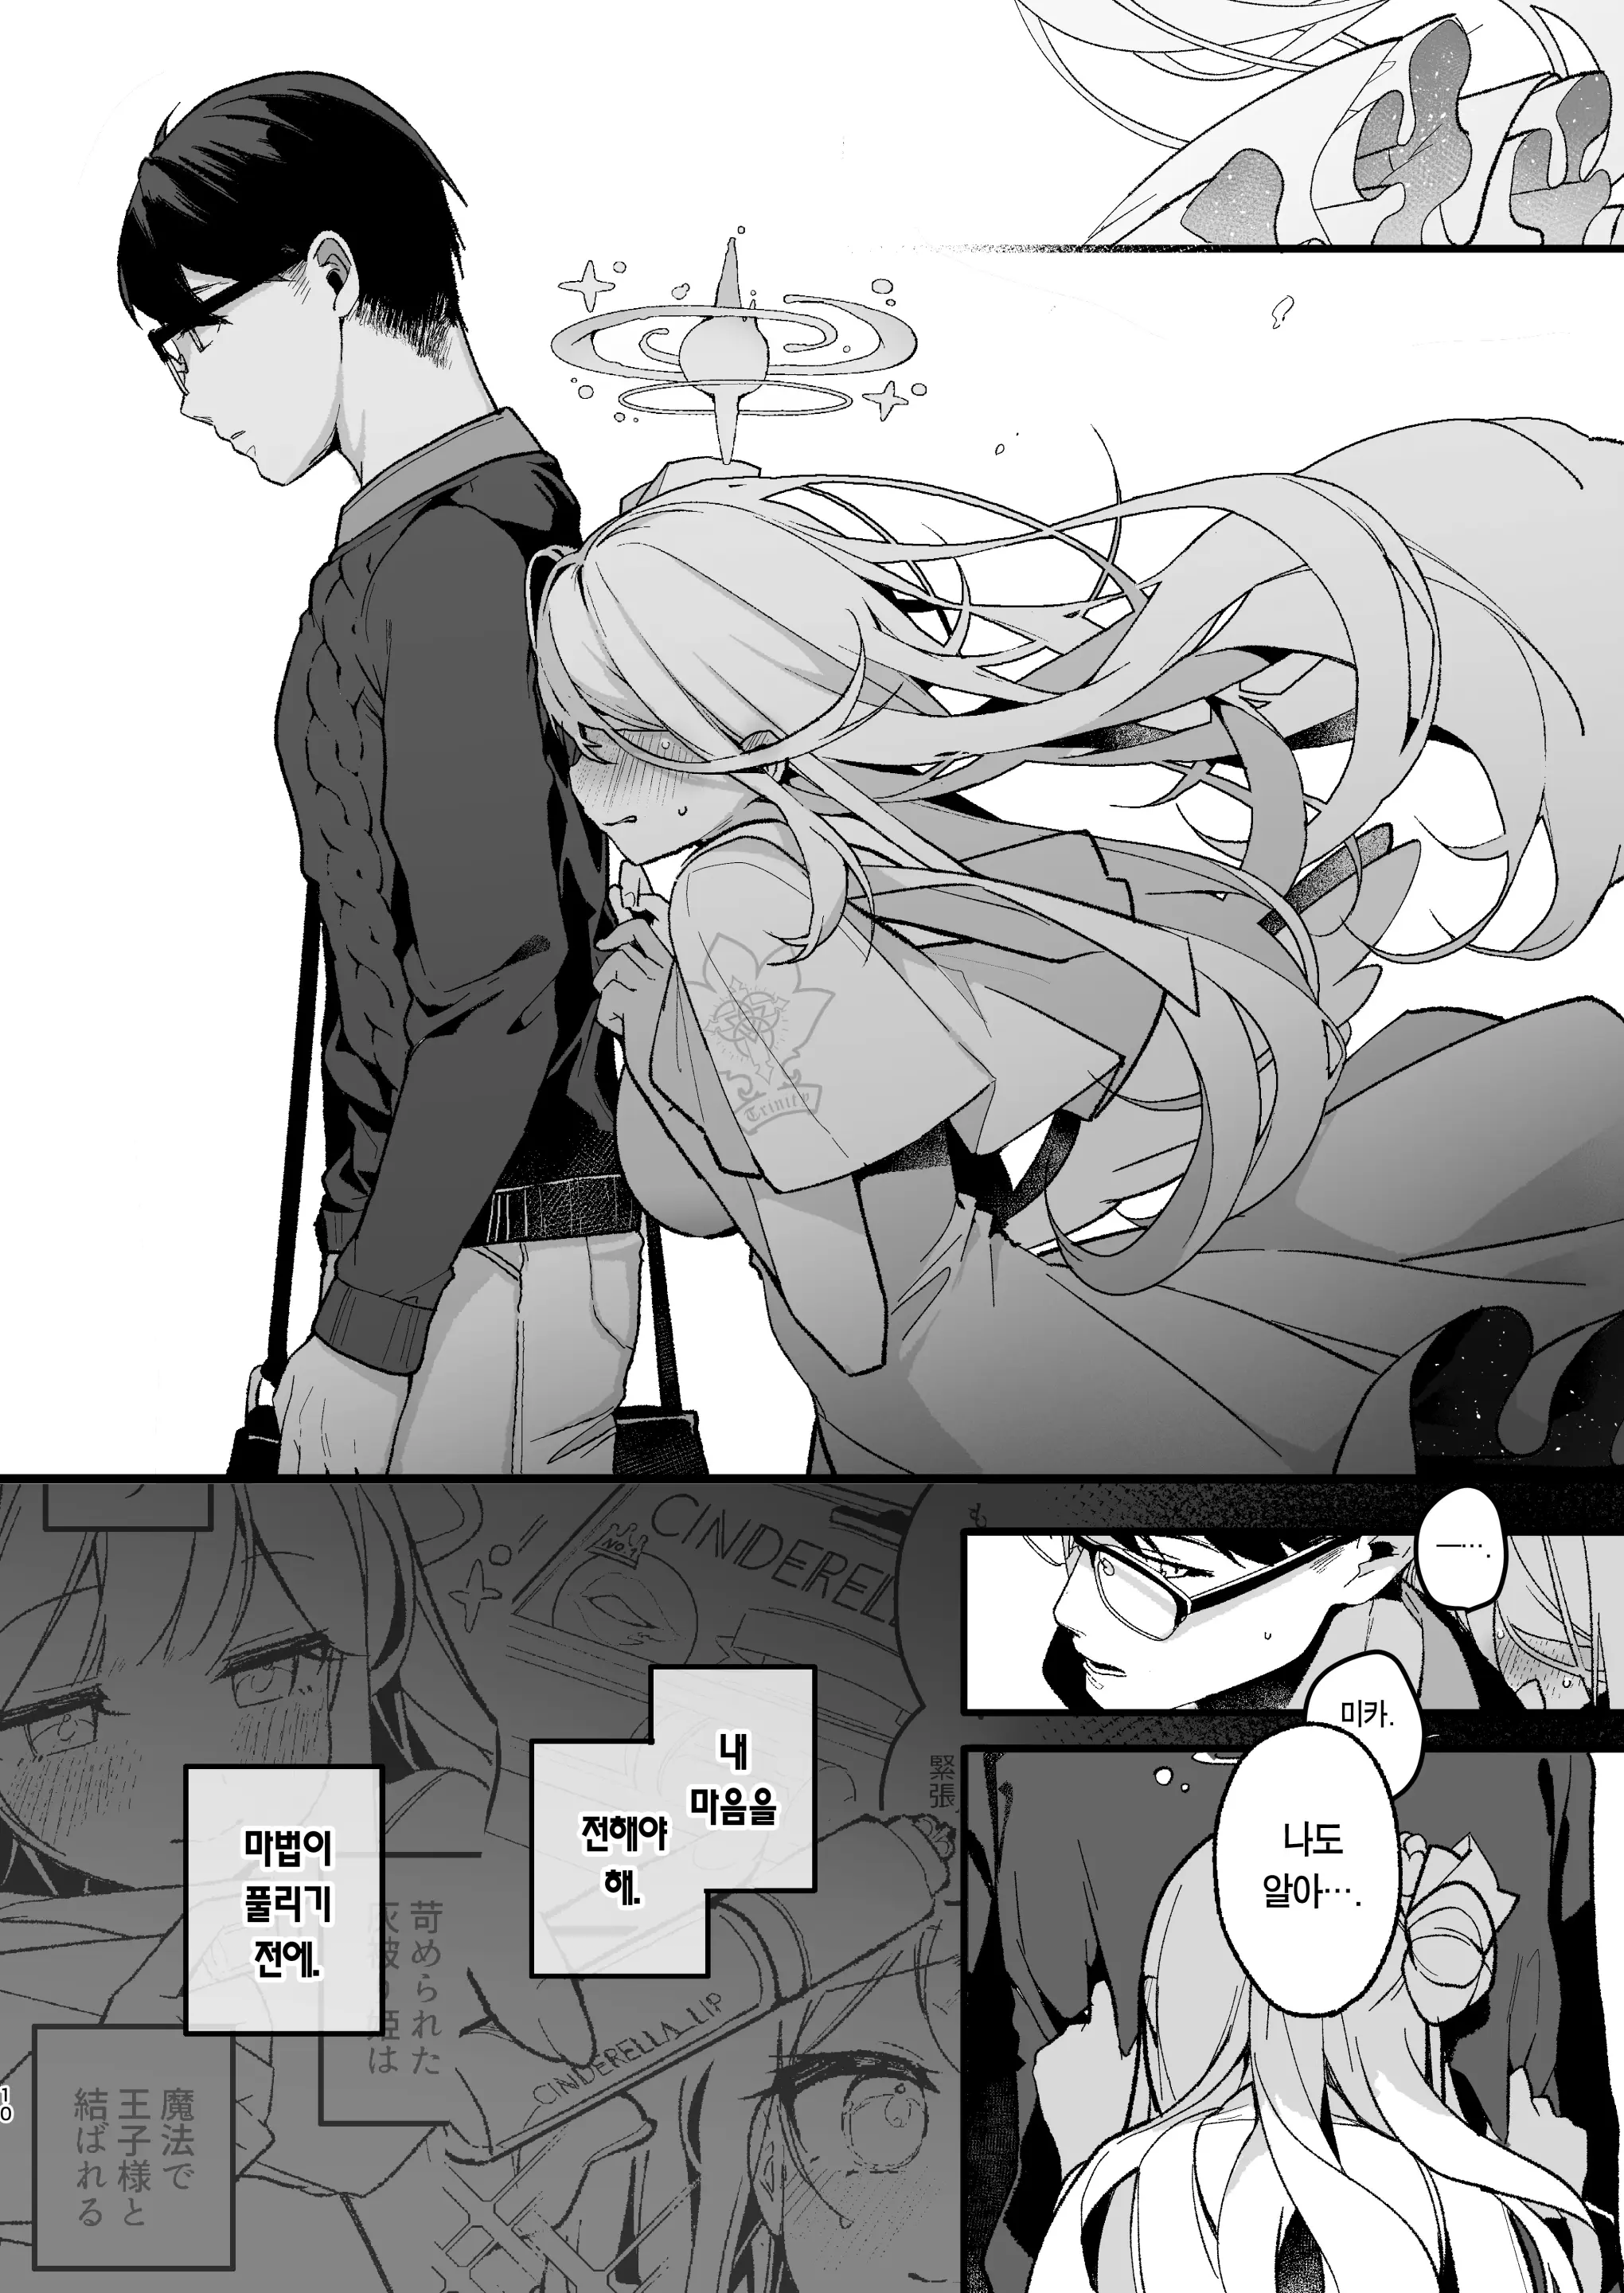 Trinity
—….
미카.
나도
알아….
내
마음을
전해야
해.
마법이
풀리기
전에.
も
緊張
NO.1
CINDERELL
CINDERELLA LIP
苛められた
灰被り姫は
魔法で
王子様と
結ばれる
10